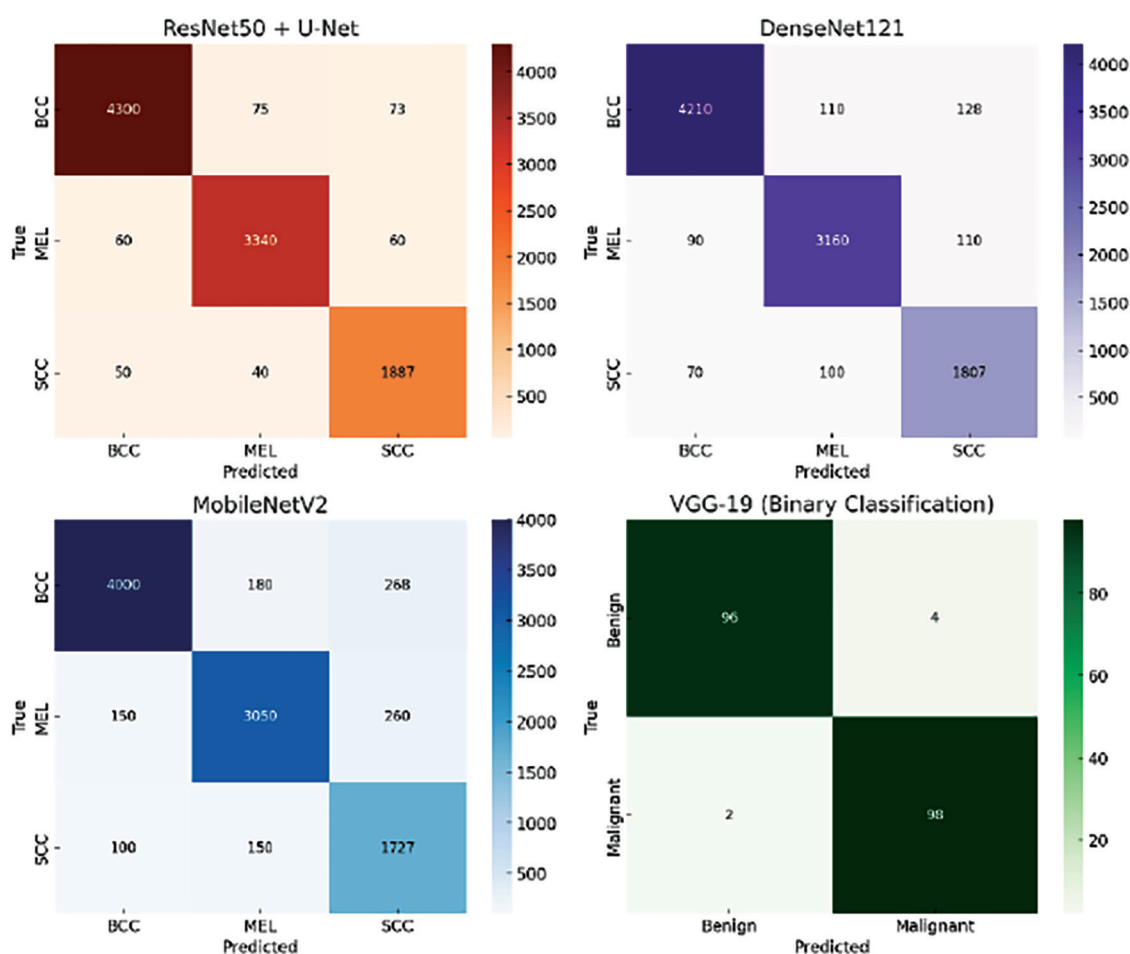 ResNet50 + U-Net
BCC 4300 75 73
True MEL 60 3340 60
SCC 50 40 1887
BCC MEL SCC
Predicted
4000
3500
3000
2500
2000
1500
1000
500
DenseNet121
BCC 4210 110 128
True MEL 90 3160 110
SCC 70 100 1807
BCC MEL SCC
Predicted
4000
3500
3000
2500
2000
1500
1000
500
MobileNetV2
BCC 4000 180 268
True MEL 150 3050 260
SCC 100 150 1727
BCC MEL SCC
Predicted
4000
3500
3000
2500
2000
1500
1000
500
VGG-19 (Binary Classification)
Benign 96 4
True
Malignant 2 98
Benign Malignant
Predicted
80
60
40
20